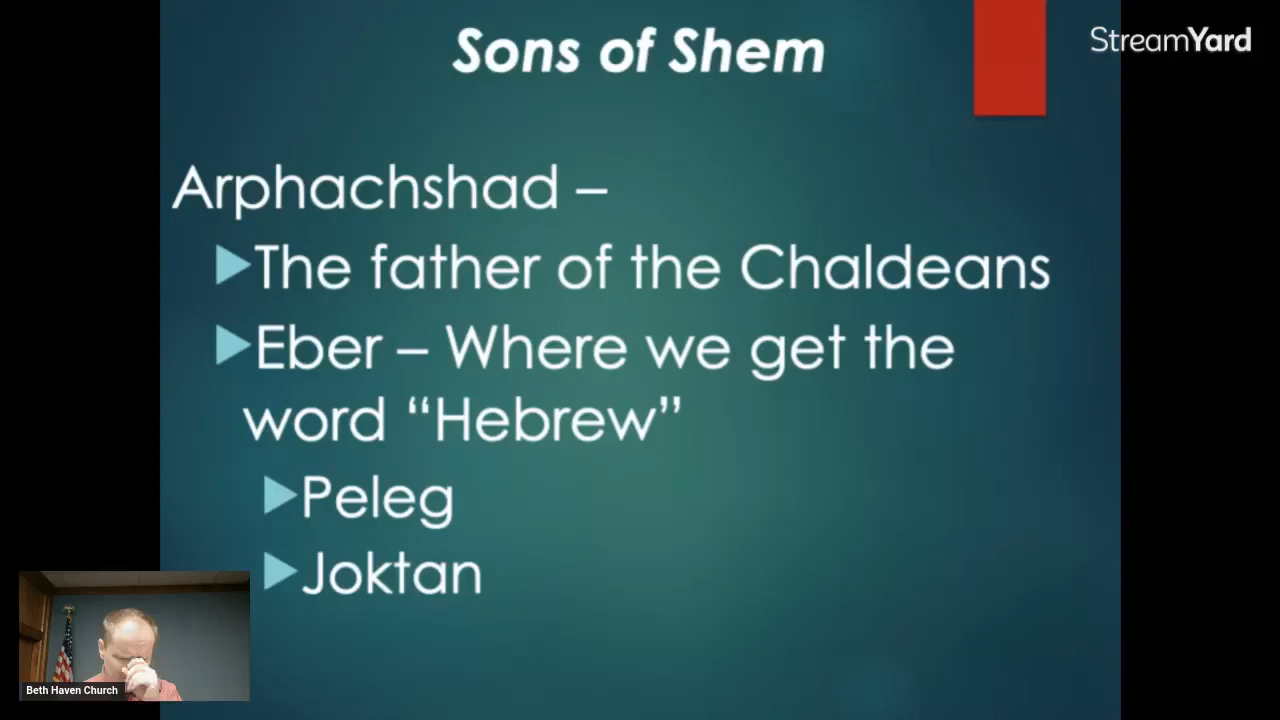 Sons of Shem
StreamYard
Arphachshad –
The father of the Chaldeans
Eber – Where we get the
word “Hebrew”
Peleg
Joktan
Beth Haven Church